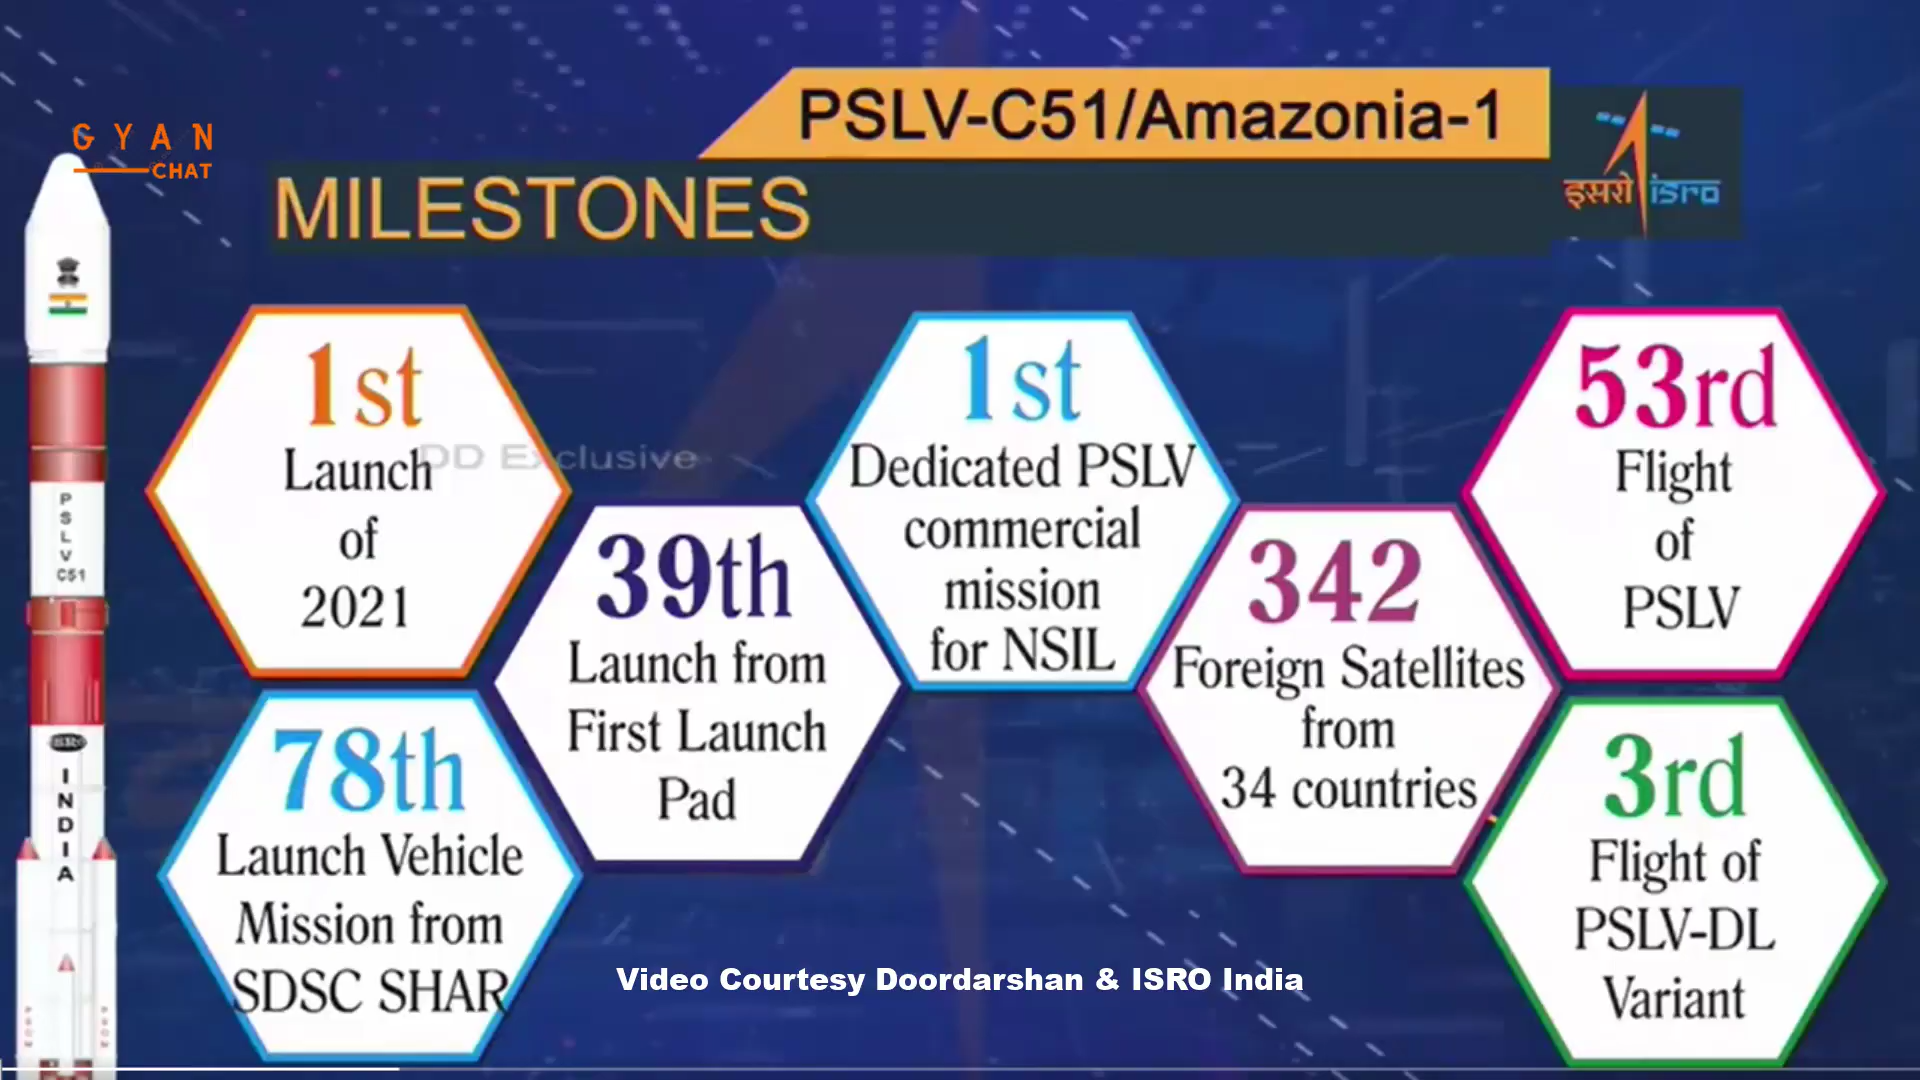 GYAN
CHAT
PSLV-C51/Amazonia-1
MILESTONES
इसरो isro
1st
Launch
of
2021
DD Exclusive
39th
Launch from
First Launch
Pad
1st
Dedicated PSLV
commercial
mission
for NSIL
342
Foreign Satellites
from
34 countries
53rd
Flight
of
PSLV
78th
Launch Vehicle
Mission from
SDSC SHAR
3rd
Flight of
PSLV-DL
Variant
P
S
L
V
C51
I
N
D
I
A
Video Courtesy Doordarshan & ISRO India